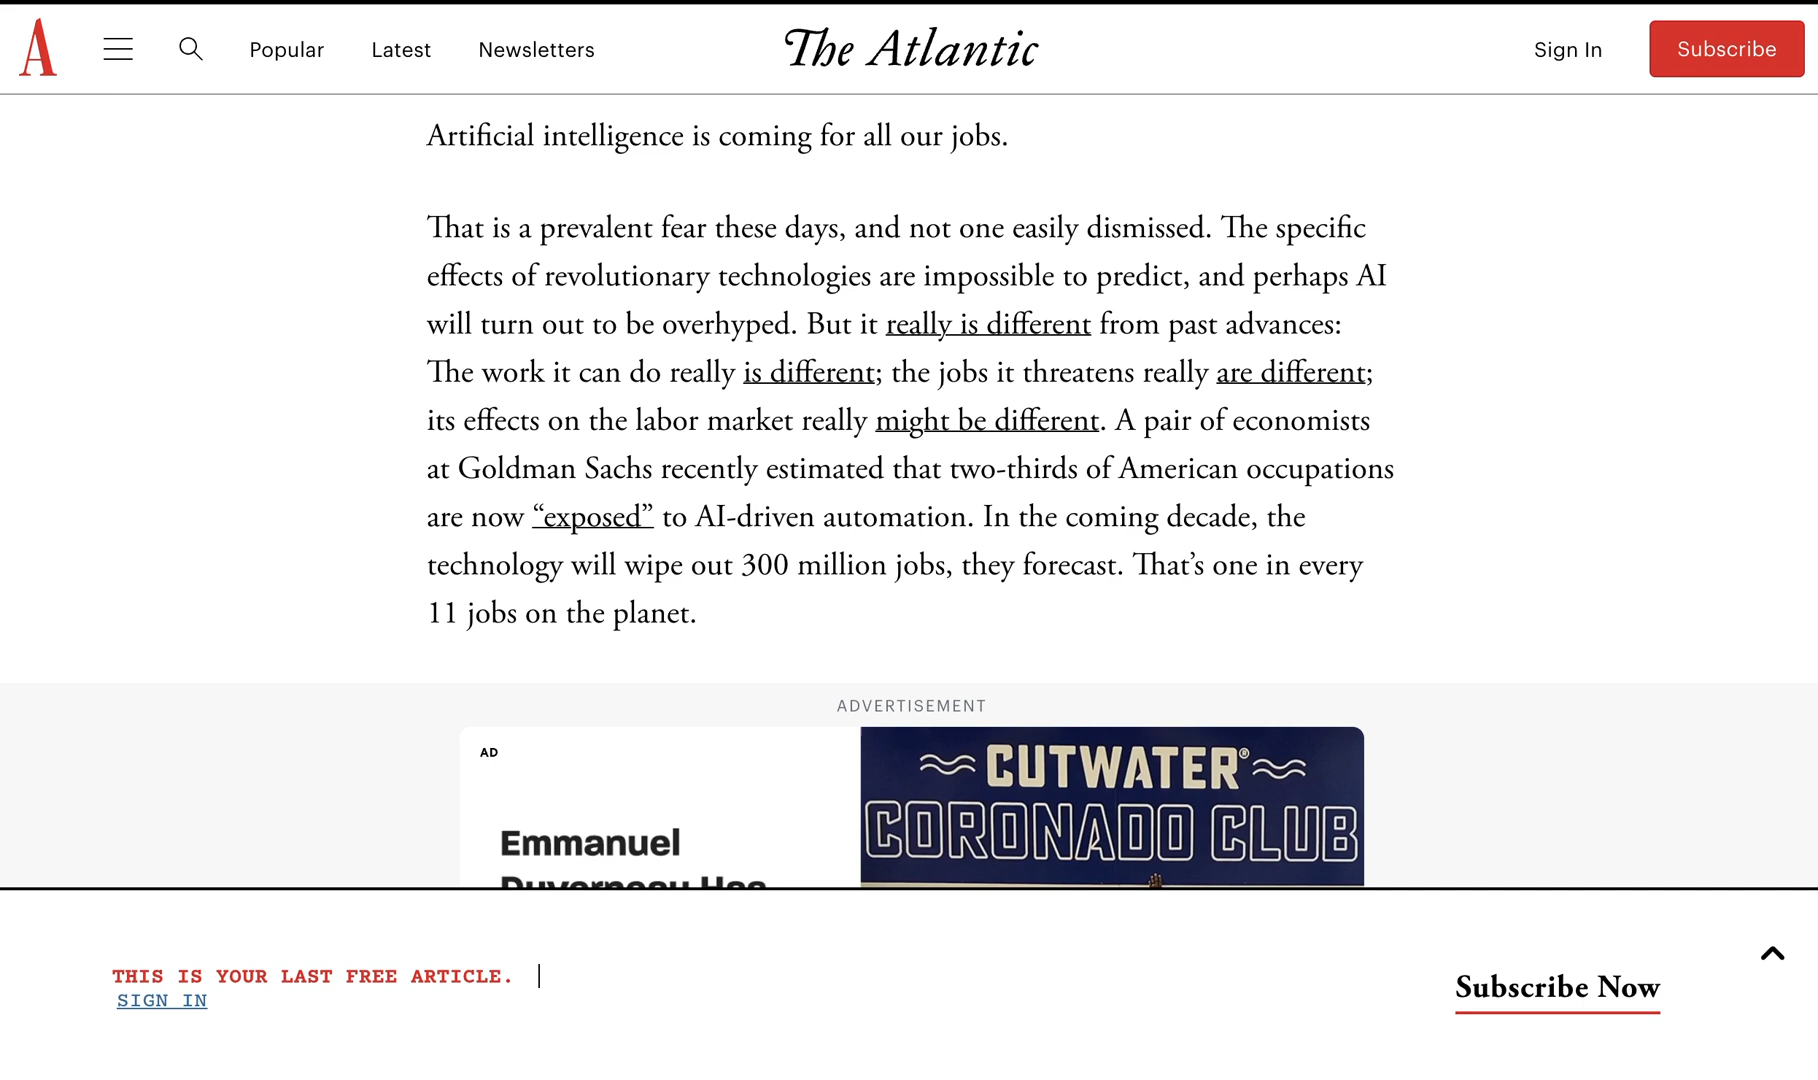 A
Popular
Latest
Newsletters
The Atlantic
Sign In
Subscribe
Artificial intelligence is coming for all our jobs.
That is a prevalent fear these days, and not one easily dismissed. The specific
effects of revolutionary technologies are impossible to predict, and perhaps AI
will turn out to be overhyped. But it really is different from past advances:
The work it can do really is different; the jobs it threatens really are different;
its effects on the labor market really might be different. A pair of economists
at Goldman Sachs recently estimated that two-thirds of American occupations
are now “exposed” to AI-driven automation. In the coming decade, the
technology will wipe out 300 million jobs, they forecast. That’s one in every
11 jobs on the planet.
ADVERTISEMENT
AD
Emmanuel
Duverneau Has
CUTWATER®
CORONADO CLUB
THIS IS YOUR LAST FREE ARTICLE.
SIGN IN
Subscribe Now